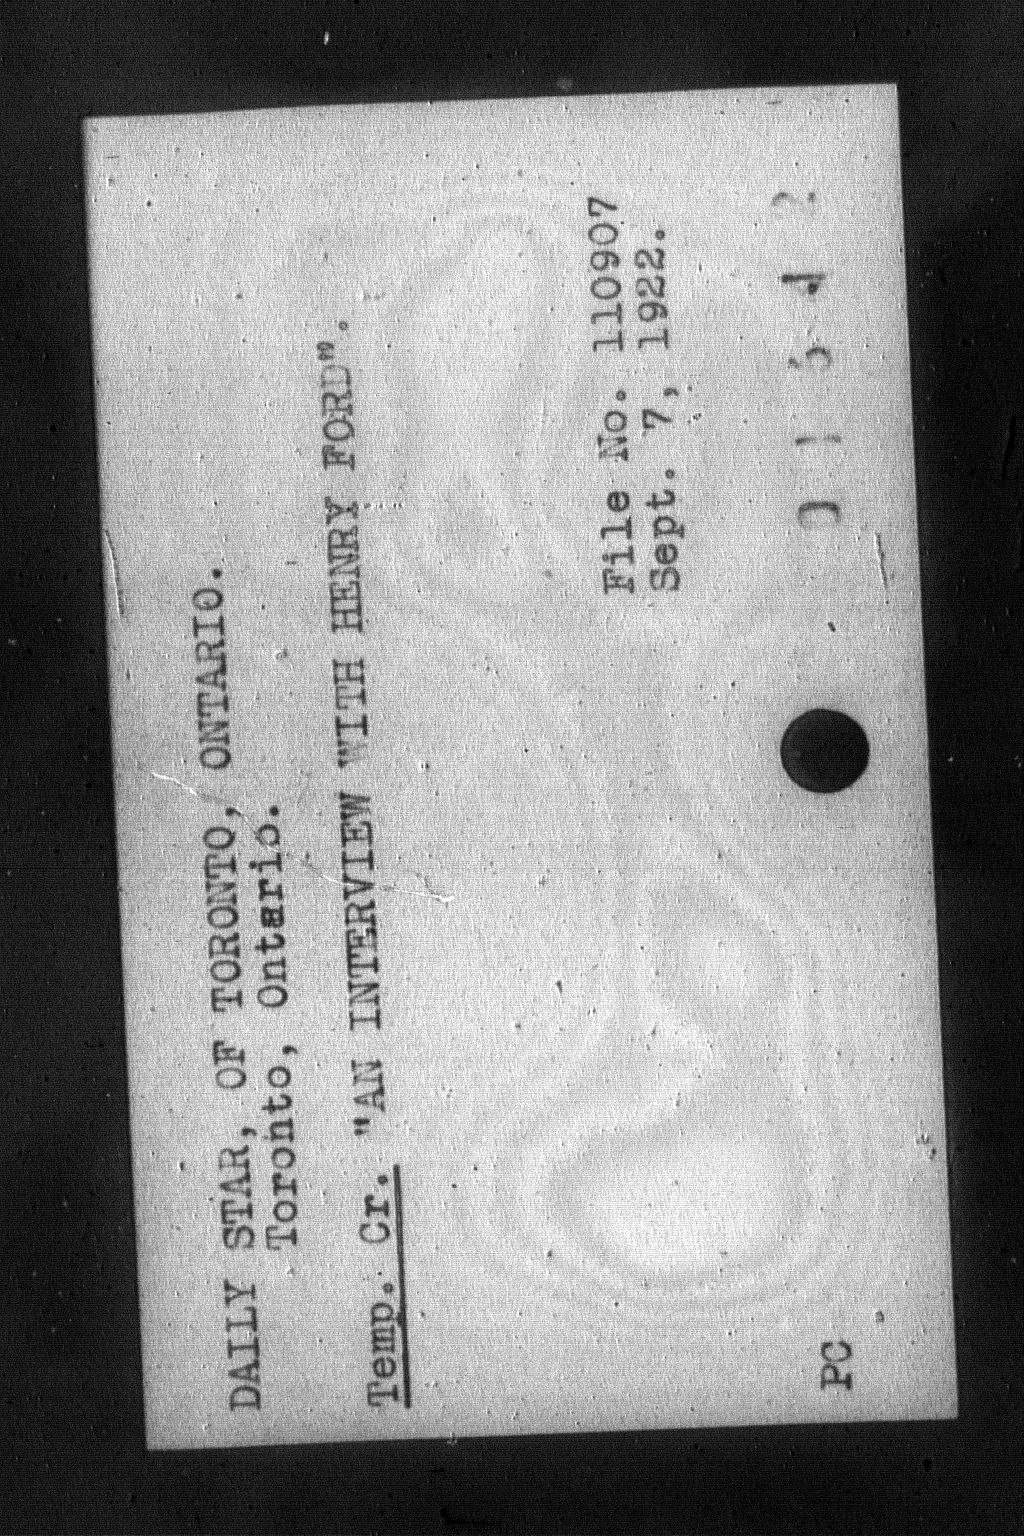 DAILY STAR, OF TORONTO, ONTARIO.
Toronto, Ontario.
Temp. Cr. "AN INTERVIEW WITH HENRY FORD".
File No. 110907
Sept. 7, 1922.
PC